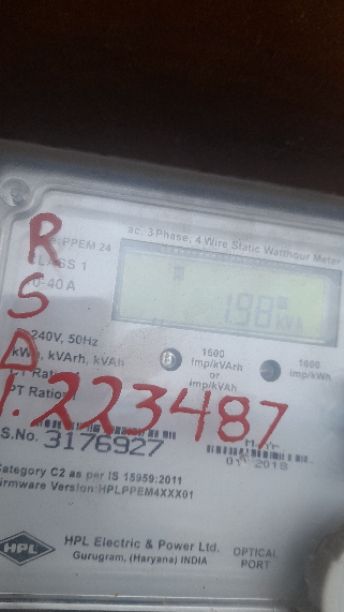 ac, 3 Phase, 4 Wire Static Watthour Meter
PPEM 24
CLASS 1
0-40 A
1.98 kVA
240V, 50Hz
kWh, kVArh, kVAh
CT Ratio
PT Ratio
1600
imp/kVArh
or
imp/kVAh
1600
imp/kWh
R
S
223487
S.No. 3176927
2018
Category C2 as per IS 15959:2011
Firmware Version:HPLPPEM4XXX01
HPL
HPL Electric & Power Ltd.
Gurugram, (Haryana) INDIA
OPTICAL
PORT